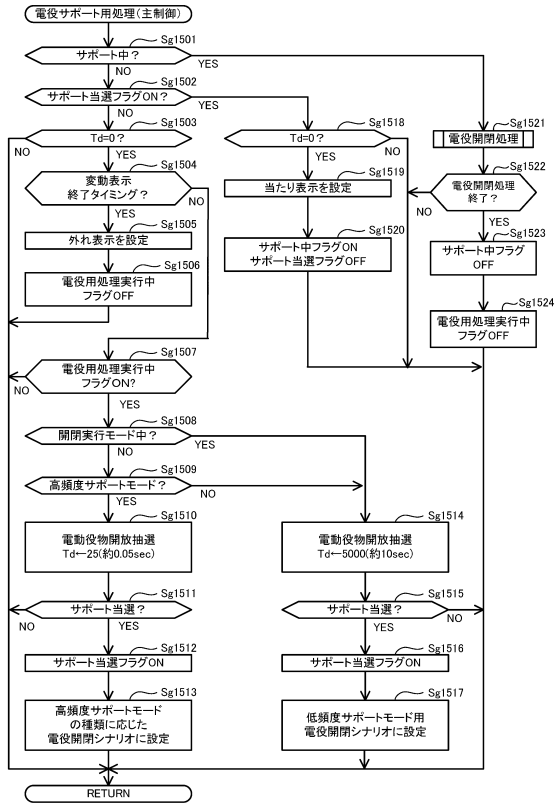 電役サポート用処理(主制御)
Sg1501
サポート中?
YES
NO
Sg1502
サポート当選フラグON?
YES
NO
Sg1503
Td=0?
NO
YES
Sg1504
変動表示
終了タイミング?
NO
YES
Sg1505
外れ表示を設定
Sg1506
電役用処理実行中
フラグOFF
Sg1518
Td=0?
NO
YES
Sg1519
当たり表示を設定
Sg1520
サポート中フラグON
サポート当選フラグOFF
Sg1521
電役開閉処理
Sg1522
電役開閉処理
終了?
NO
YES
Sg1523
サポート中フラグ
OFF
Sg1524
電役用処理実行中
フラグOFF
Sg1507
電役用処理実行中
フラグON?
NO
YES
Sg1508
開閉実行モード中?
YES
NO
Sg1509
高頻度サポートモード?
NO
YES
Sg1510
電動役物開放抽選
Td←25(約0.05sec)
Sg1511
サポート当選?
NO
YES
Sg1512
サポート当選フラグON
Sg1513
高頻度サポートモード
の種類に応じた
電役開閉シナリオに設定
Sg1514
電動役物開放抽選
Td←5000(約10sec)
Sg1515
サポート当選?
NO
YES
Sg1516
サポート当選フラグON
Sg1517
低頻度サポートモード用
電役開閉シナリオに設定
RETURN